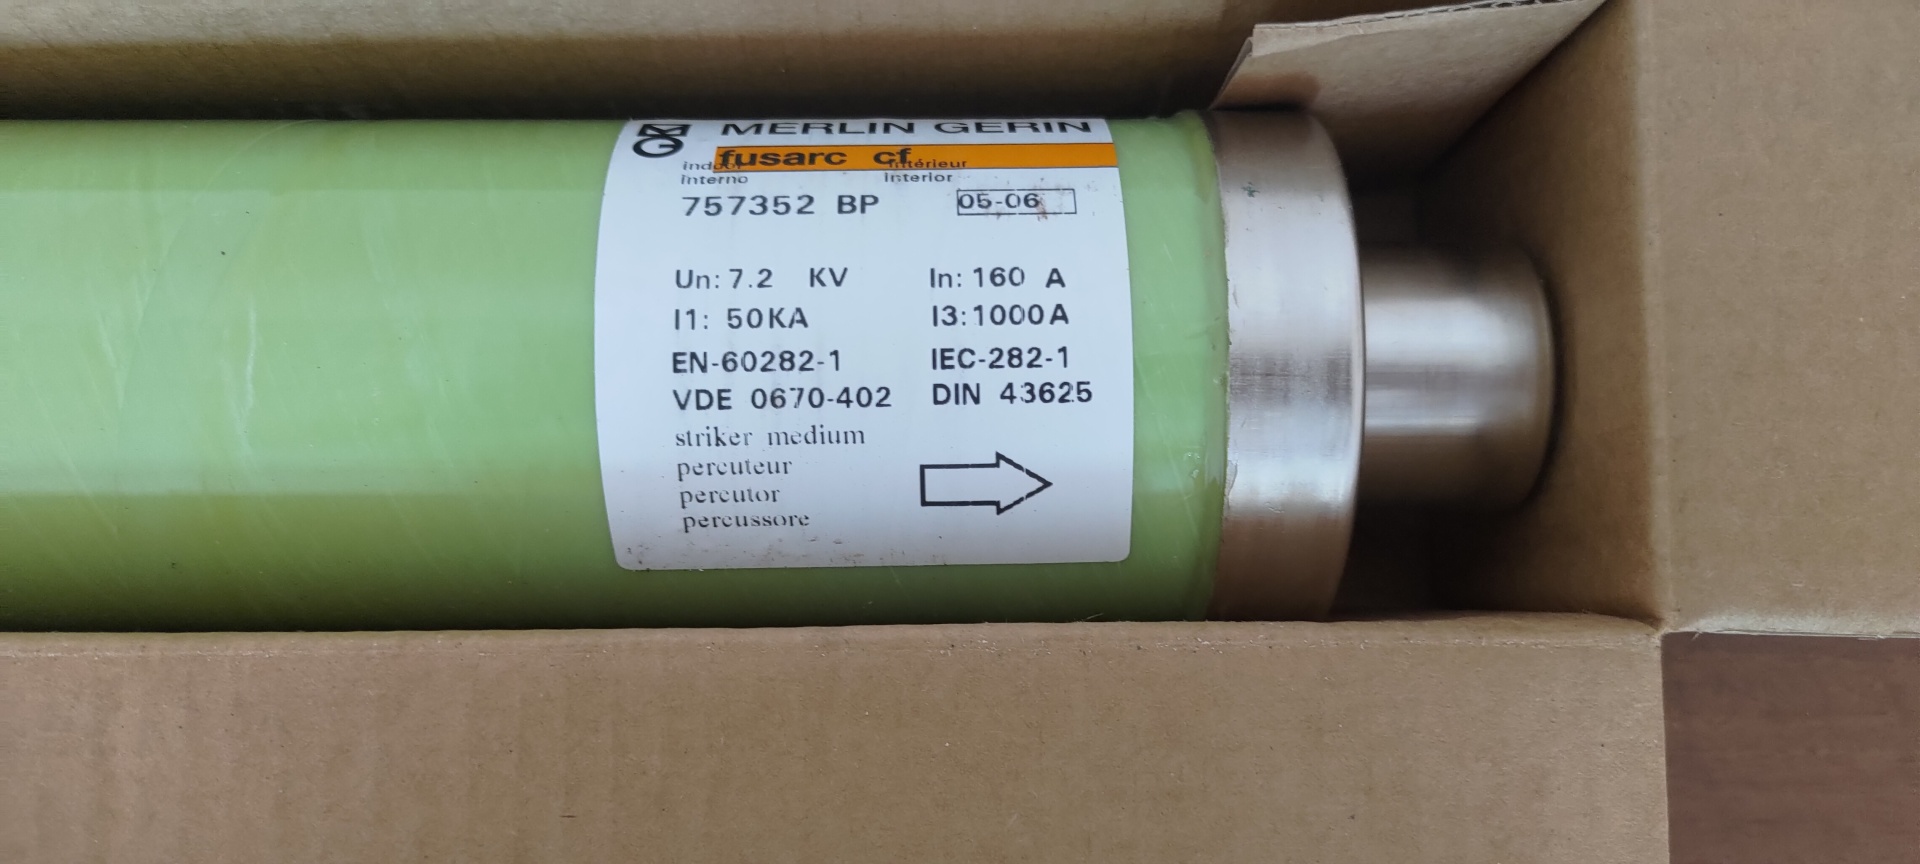 MERLIN GERIN
fusarc cf
Indoor Intérieur
Interno Interior
757352 BP 05-06
Un: 7.2 KV In: 160 A
I1: 50KA I3: 1000A
EN-60282-1 IEC-282-1
VDE 0670-402 DIN 43625
striker medium
percuteur
percutor
percussore